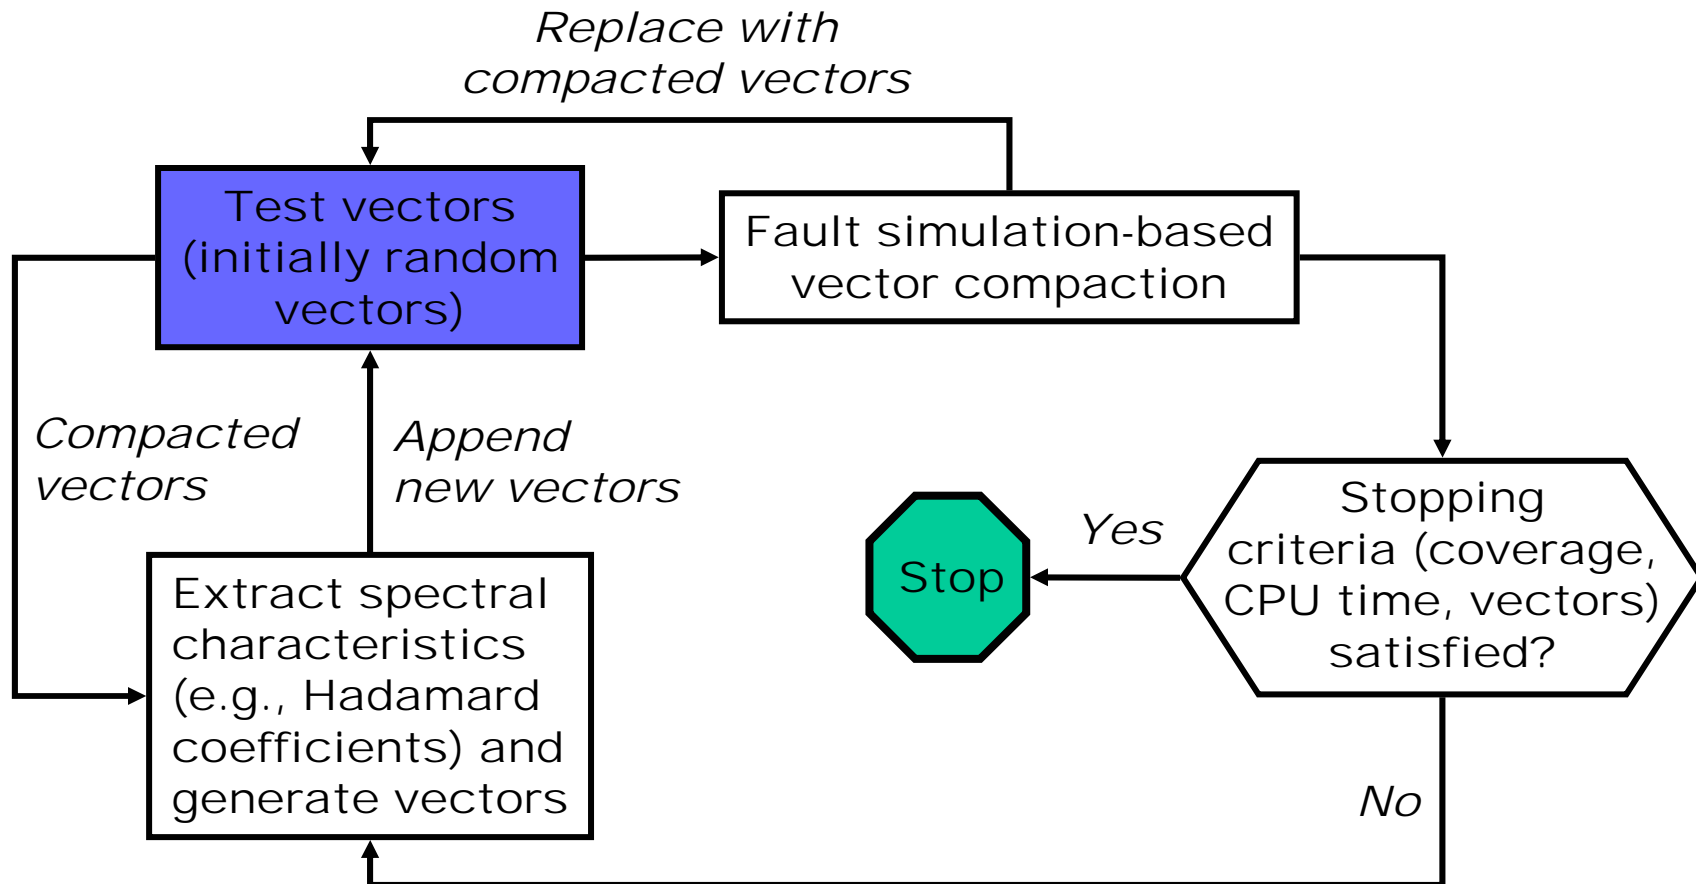 Replace with
compacted vectors
Test vectors
(initially random
vectors)
Fault simulation-based
vector compaction
Compacted
vectors
Append
new vectors
Stopping
criteria (coverage,
CPU time, vectors)
satisfied?
Yes
Stop
Extract spectral
characteristics
(e.g., Hadamard
coefficients) and
generate vectors
No